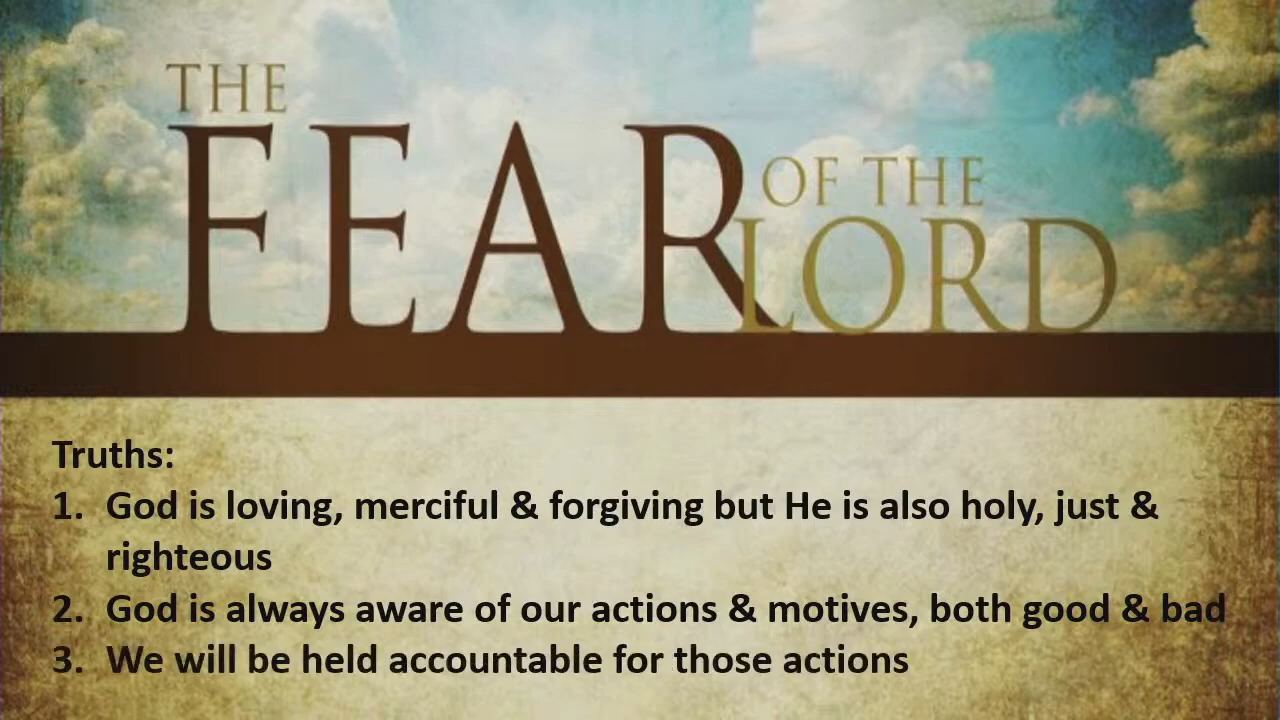 THE
FEAR OF THE
LORD
Truths:
1. God is loving, merciful & forgiving but He is also holy, just &
righteous
2. God is always aware of our actions & motives, both good & bad
3. We will be held accountable for those actions